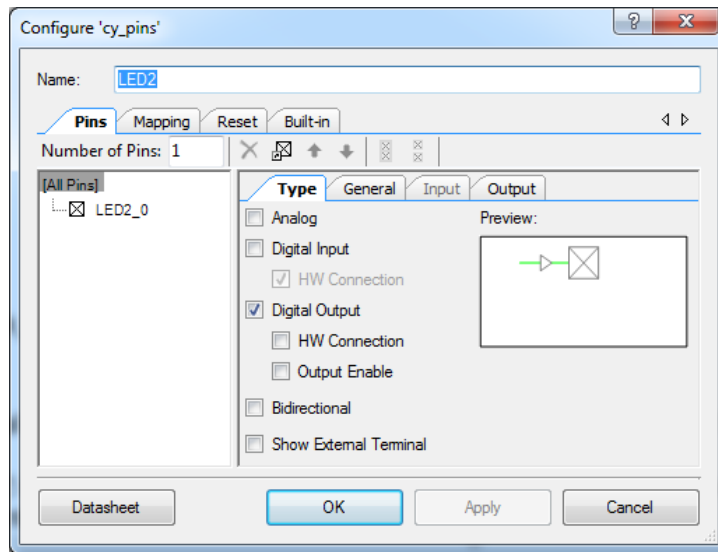 Configure 'cy_pins'
Name: LED2
Pins Mapping Reset Built-in
Number of Pins: 1
[All Pins]
LED2_0
Type General Input Output
Analog
Preview:
Digital Input
HW Connection
Digital Output
HW Connection
Output Enable
Bidirectional
Show External Terminal
Datasheet OK Apply Cancel